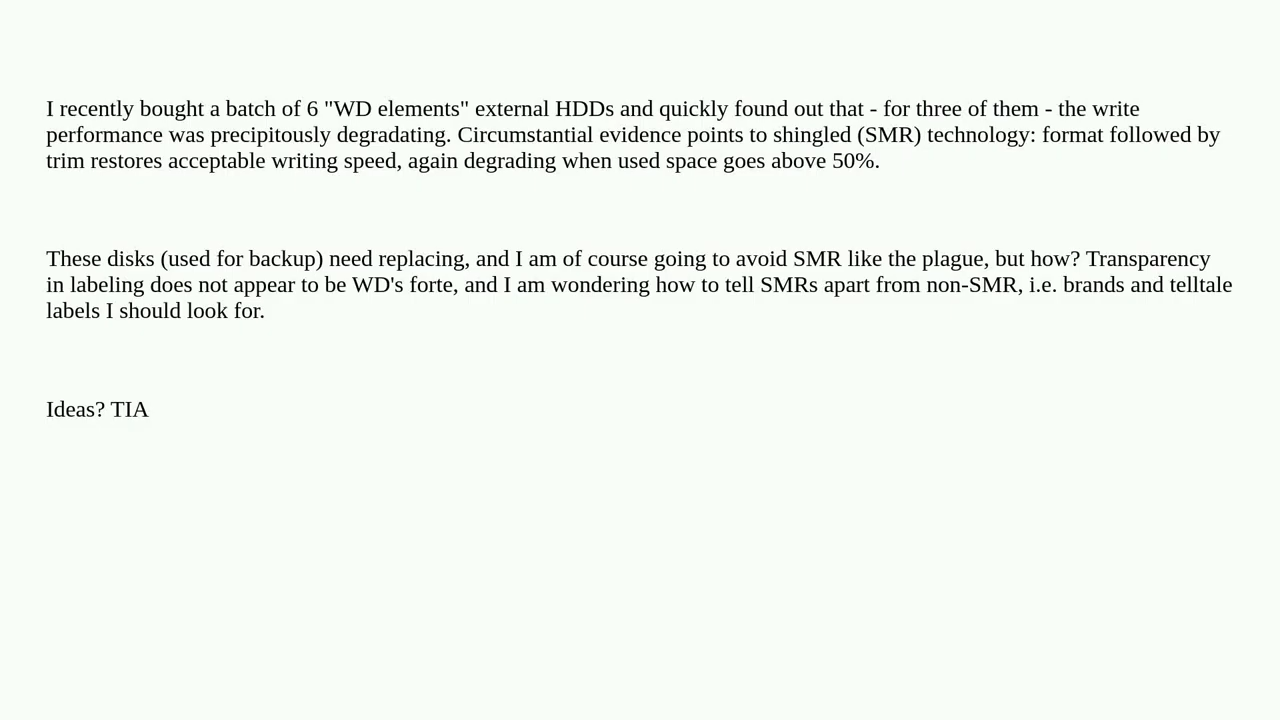 I recently bought a batch of 6 "WD elements" external HDDs and quickly found out that - for three of them - the write
performance was precipitously degradating. Circumstantial evidence points to shingled (SMR) technology: format followed by
trim restores acceptable writing speed, again degrading when used space goes above 50%.
These disks (used for backup) need replacing, and I am of course going to avoid SMR like the plague, but how? Transparency
in labeling does not appear to be WD's forte, and I am wondering how to tell SMRs apart from non-SMR, i.e. brands and telltale
labels I should look for.
Ideas? TIA